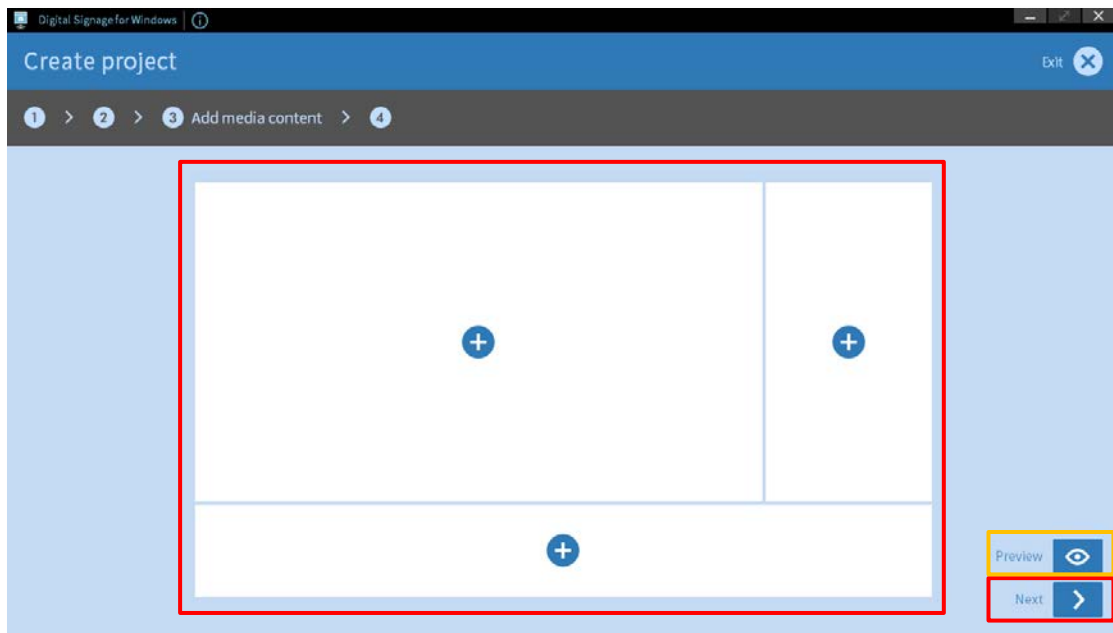 Digital Signage for Windows
Create project
Exit
1 > 2 > 3 Add media content > 4
Preview
Next